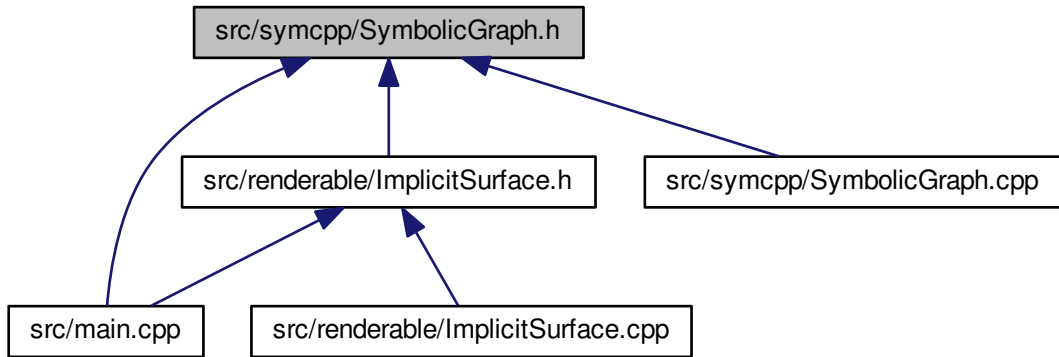 src/symcpp/SymbolicGraph.h
src/renderable/ImplicitSurface.h
src/symcpp/SymbolicGraph.cpp
src/main.cpp
src/renderable/ImplicitSurface.cpp